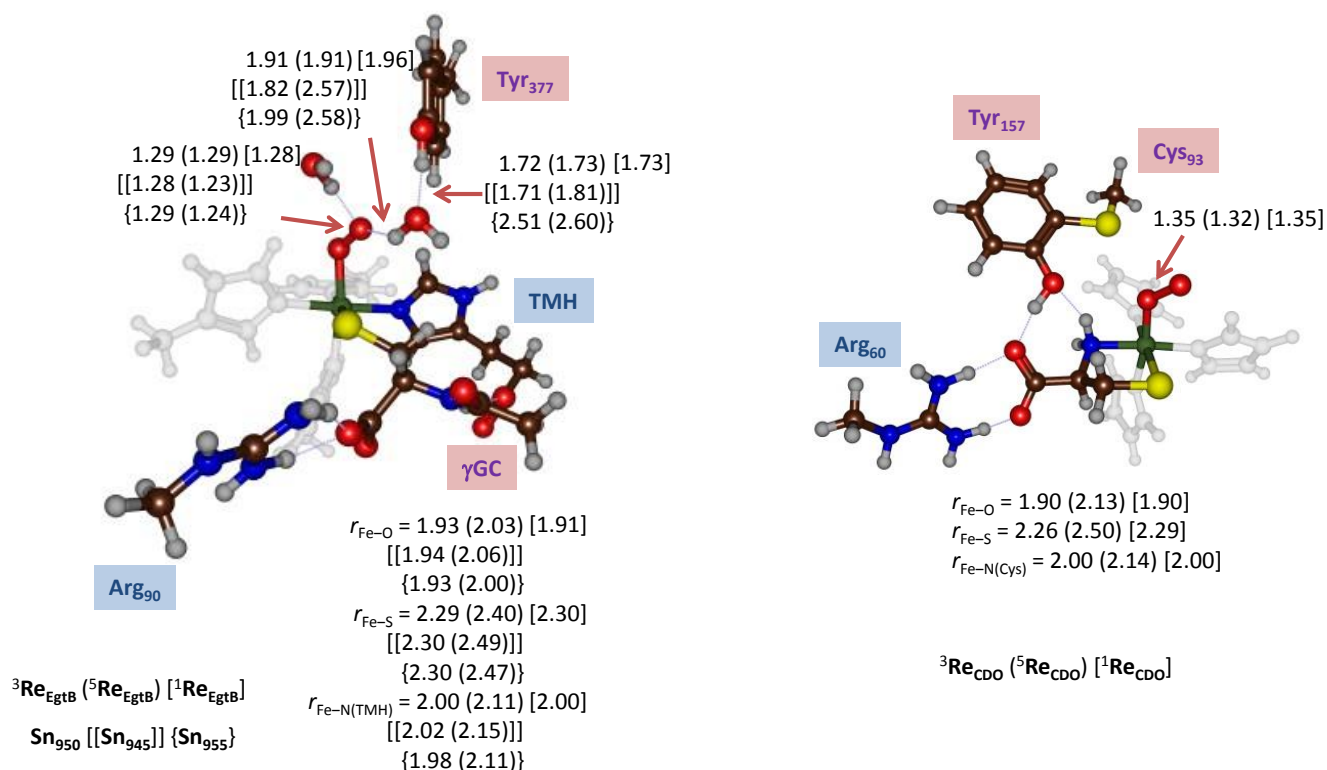 1.91 (1.91) [1.96]
[[1.82 (2.57)]]
{1.99 (2.58)}
Tyr377
1.29 (1.29) [1.28]
[[1.28 (1.23)]]
{1.29 (1.24)}
1.72 (1.73) [1.73]
[[1.71 (1.81)]]
{2.51 (2.60)}
TMH
γGC
Arg90
rFe–O = 1.93 (2.03) [1.91]
[[1.94 (2.06)]]
{1.93 (2.00)}
rFe–S = 2.29 (2.40) [2.30]
[[2.30 (2.49)]]
{2.30 (2.47)}
rFe–N(TMH) = 2.00 (2.11) [2.00]
[[2.02 (2.15)]]
{1.98 (2.11)}
3ReEgtB (5ReEgtB) [1ReEgtB]
Sn950 [[Sn945]] {Sn955}
Tyr157
Cys93
1.35 (1.32) [1.35]
Arg60
rFe–O = 1.90 (2.13) [1.90]
rFe–S = 2.26 (2.50) [2.29]
rFe–N(Cys) = 2.00 (2.14) [2.00]
3ReCDO (5ReCDO) [1ReCDO]